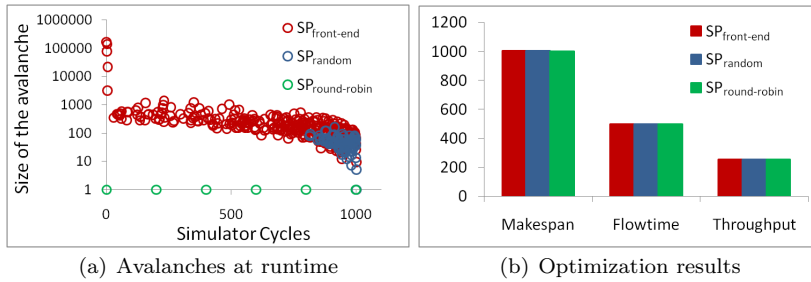 Size of the avalanche
1000000
100000
10000
1000
100
10
1
0
500
1000
Simulator Cycles
SPfront-end
SPrandom
SPround-robin
(a) Avalanches at runtime
1200
1000
800
600
400
200
0
Makespan
Flowtime
Throughput
SPfront-end
SPrandom
SPround-robin
(b) Optimization results